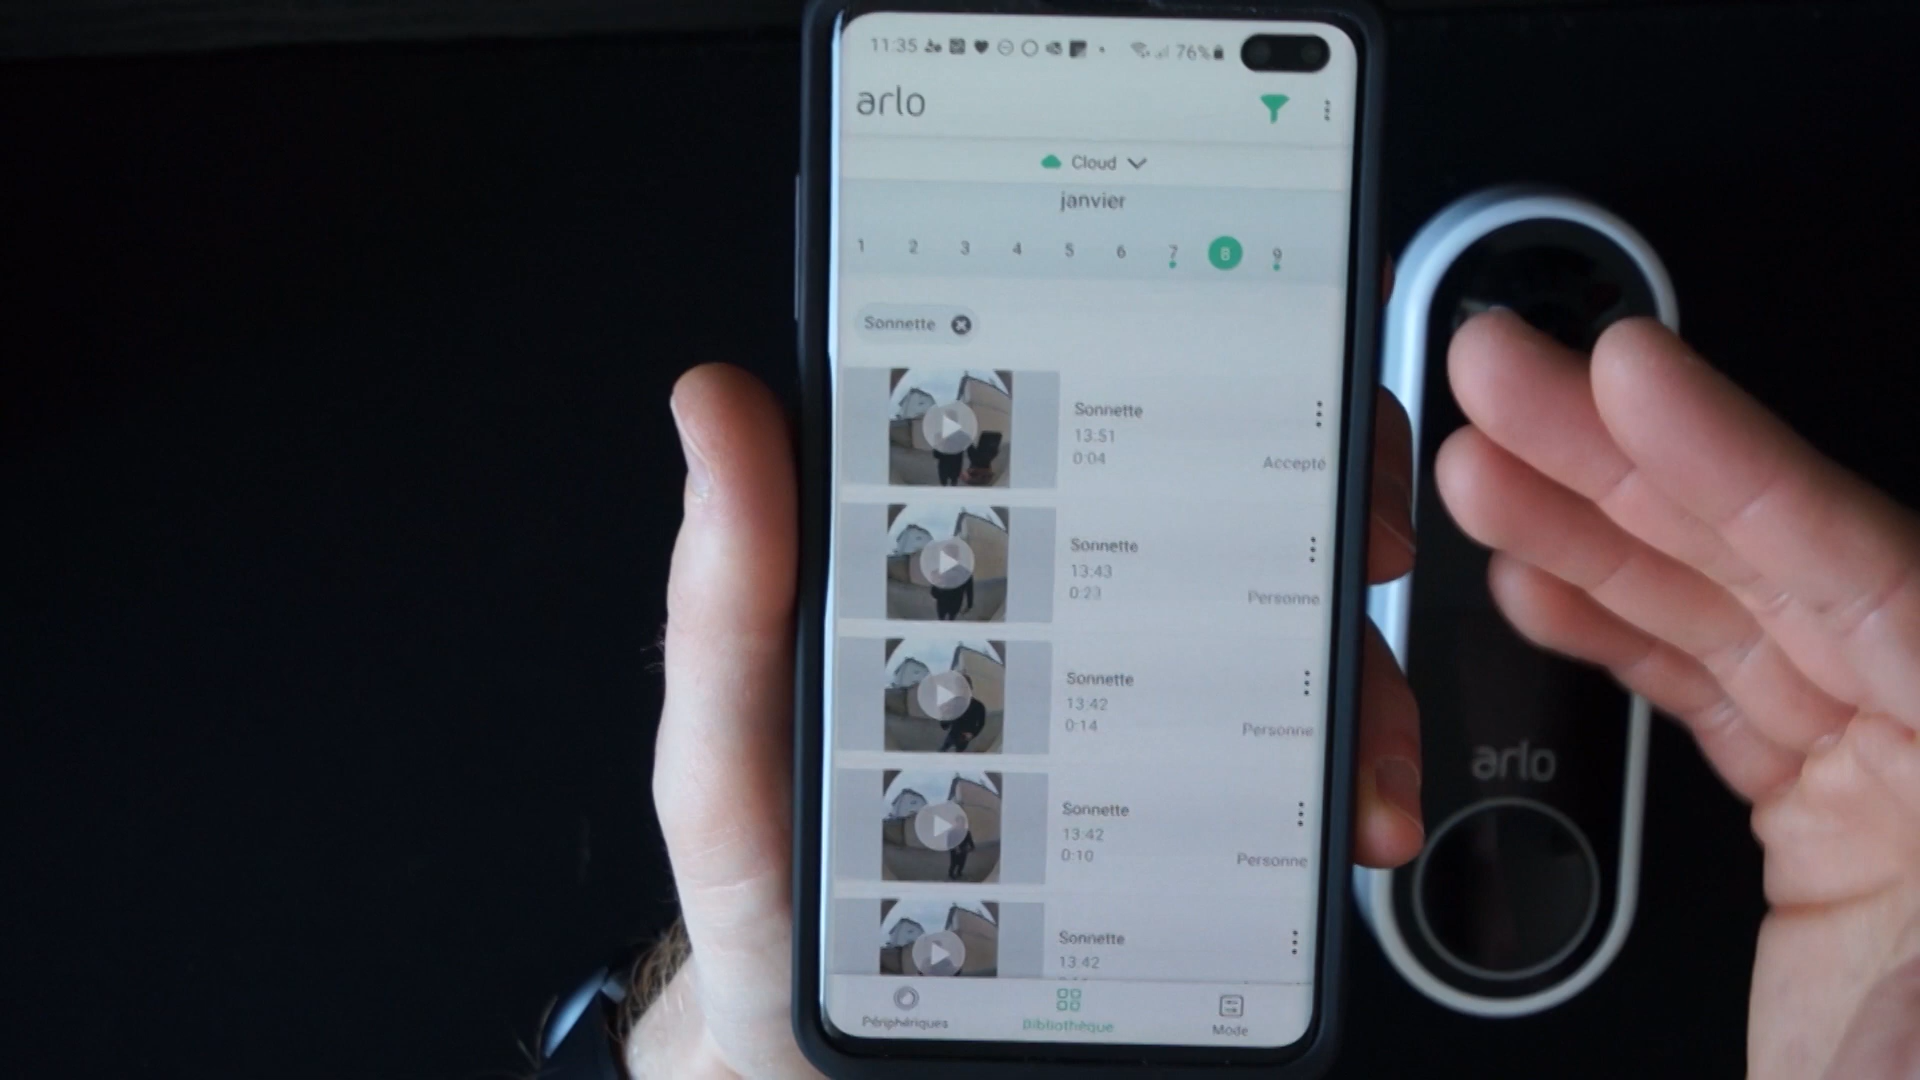 11:35 76%
arlo
Cloud
janvier
1 2 3 4 5 6 7 8 9
Sonnette
Sonnette
13:51
0:04
Accepté
Sonnette
13:43
0:23
Personne
Sonnette
13:42
0:14
Personne
Sonnette
13:42
0:10
Personne
Sonnette
13:42
Périphériques Bibliothèque Mode
arlo